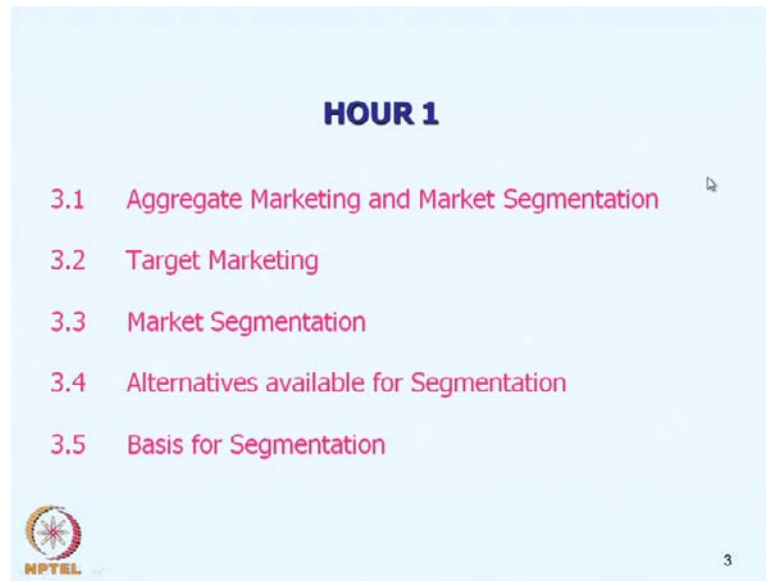 HOUR 1
3.1 Aggregate Marketing and Market Segmentation
3.2 Target Marketing
3.3 Market Segmentation
3.4 Alternatives available for Segmentation
3.5 Basis for Segmentation
NPTEL
3